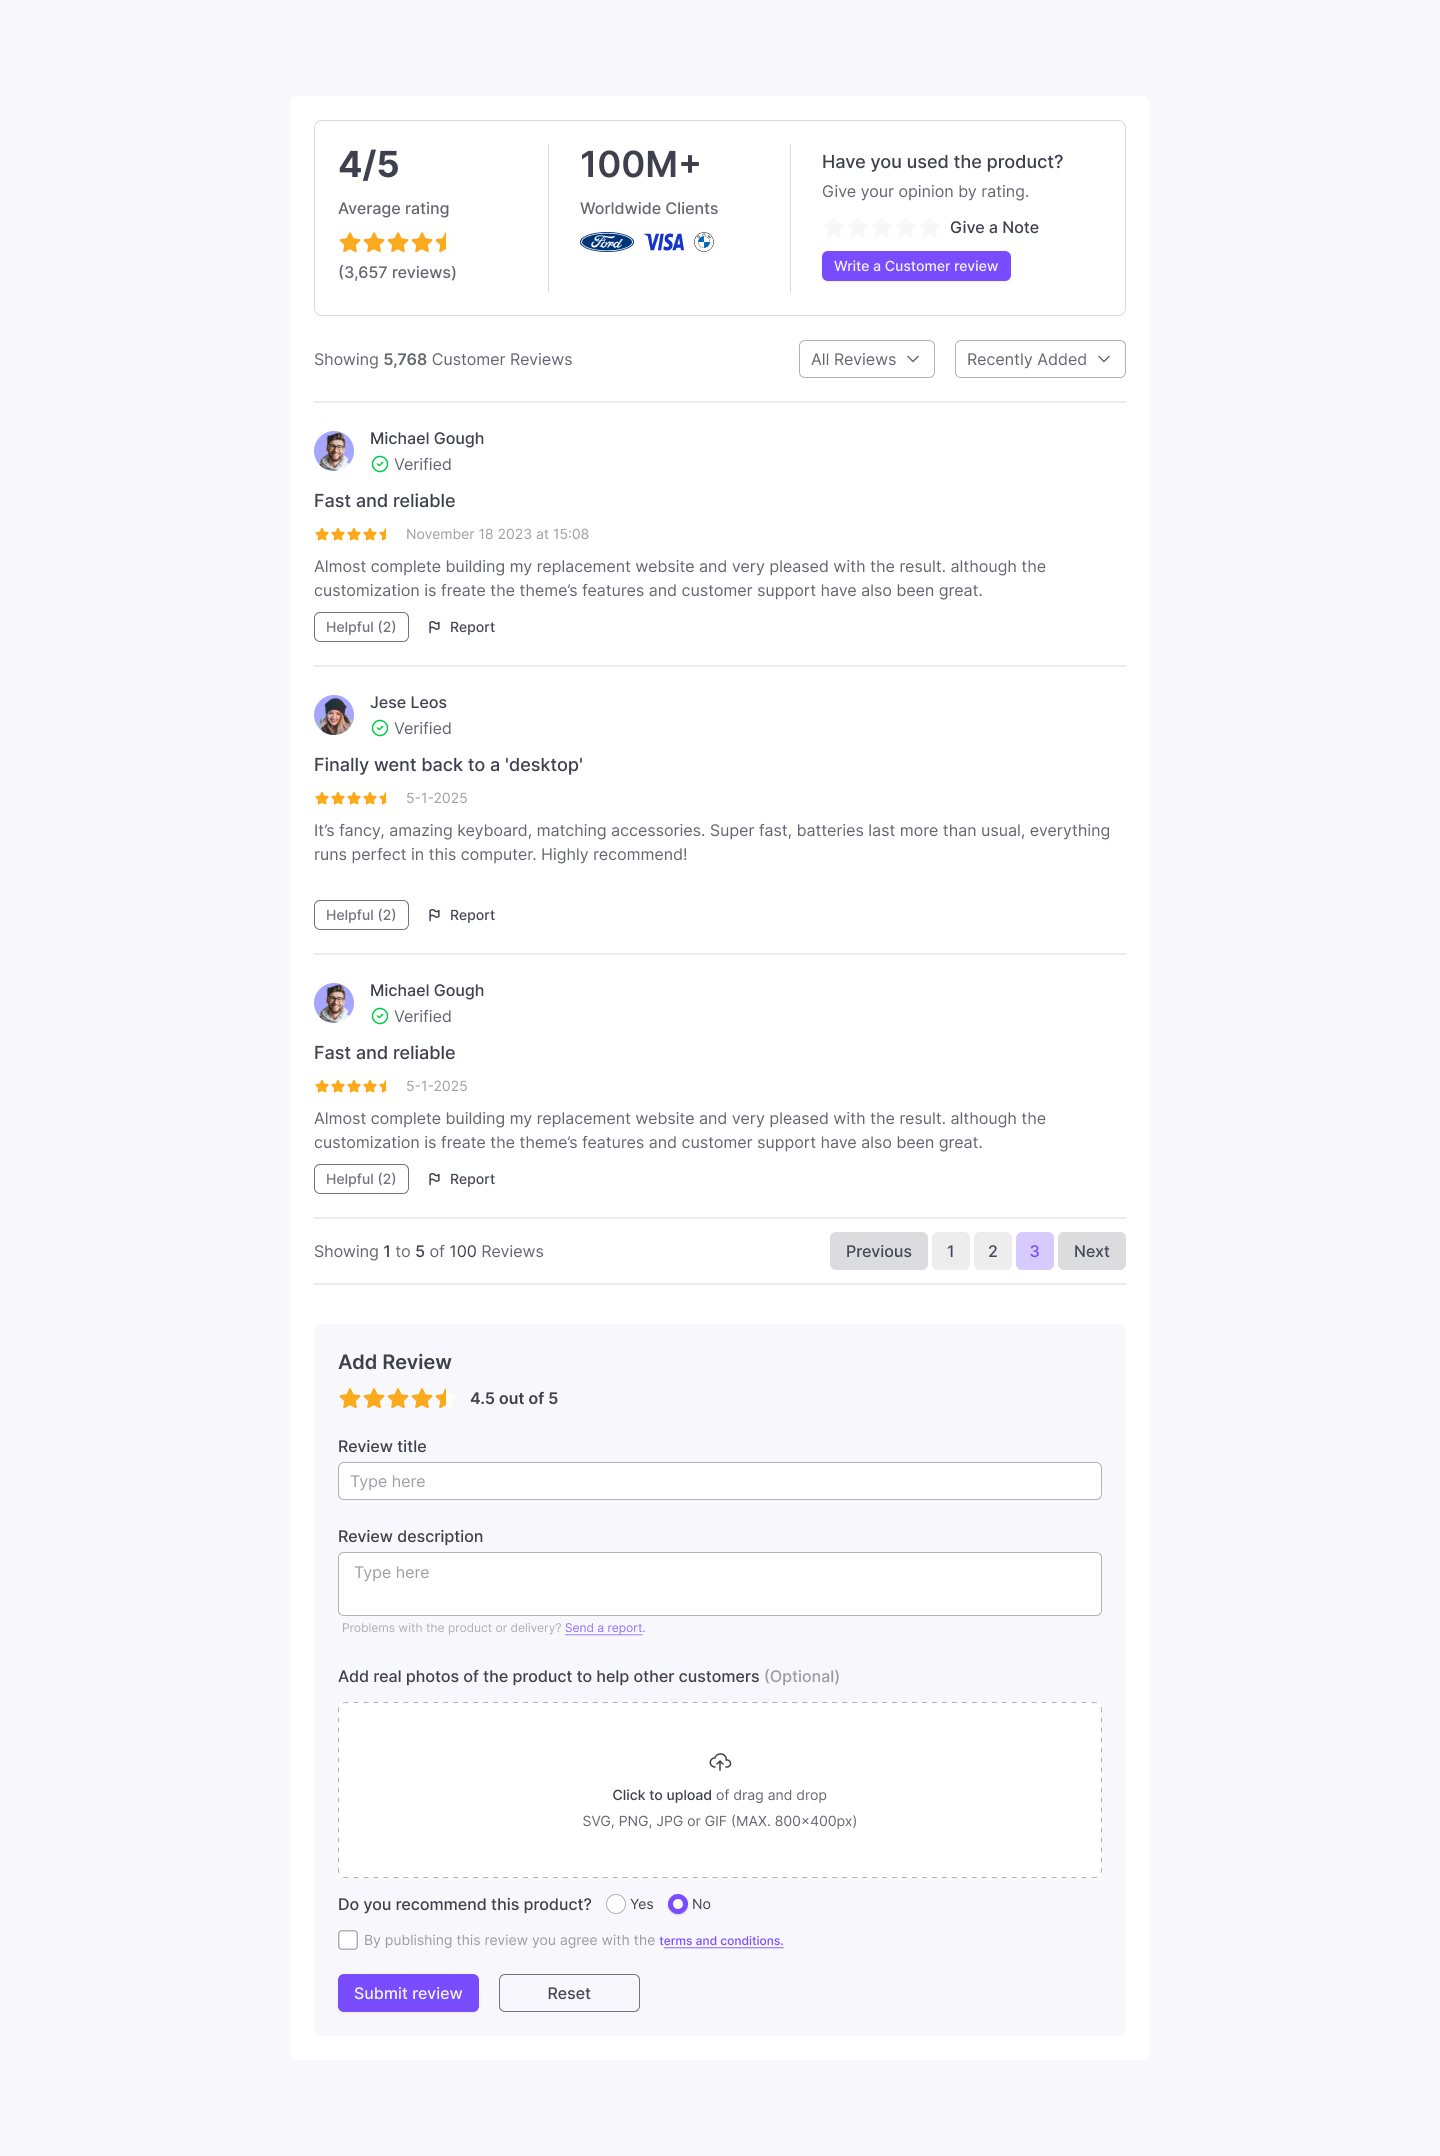 4/5
Average rating
(3,657 reviews)
100M+
Worldwide Clients
Ford VISA
Have you used the product?
Give your opinion by rating.
Give a Note
Write a Customer review
Showing 5,768 Customer Reviews
All Reviews
Recently Added
Michael Gough
Verified
Fast and reliable
November 18 2023 at 15:08
Almost complete building my replacement website and very pleased with the result. although the
customization is freate the theme’s features and customer support have also been great.
Helpful (2)
Report
Jese Leos
Verified
Finally went back to a 'desktop'
5-1-2025
It’s fancy, amazing keyboard, matching accessories. Super fast, batteries last more than usual, everything
runs perfect in this computer. Highly recommend!
Helpful (2)
Report
Michael Gough
Verified
Fast and reliable
5-1-2025
Almost complete building my replacement website and very pleased with the result. although the
customization is freate the theme’s features and customer support have also been great.
Helpful (2)
Report
Showing 1 to 5 of 100 Reviews
Previous 1 2 3 Next
Add Review
4.5 out of 5
Review title
Type here
Review description
Type here
Problems with the product or delivery? Send a report.
Add real photos of the product to help other customers (Optional)
Click to upload of drag and drop
SVG, PNG, JPG or GIF (MAX. 800×400px)
Do you recommend this product? Yes No
By publishing this review you agree with the terms and conditions.
Submit review
Reset